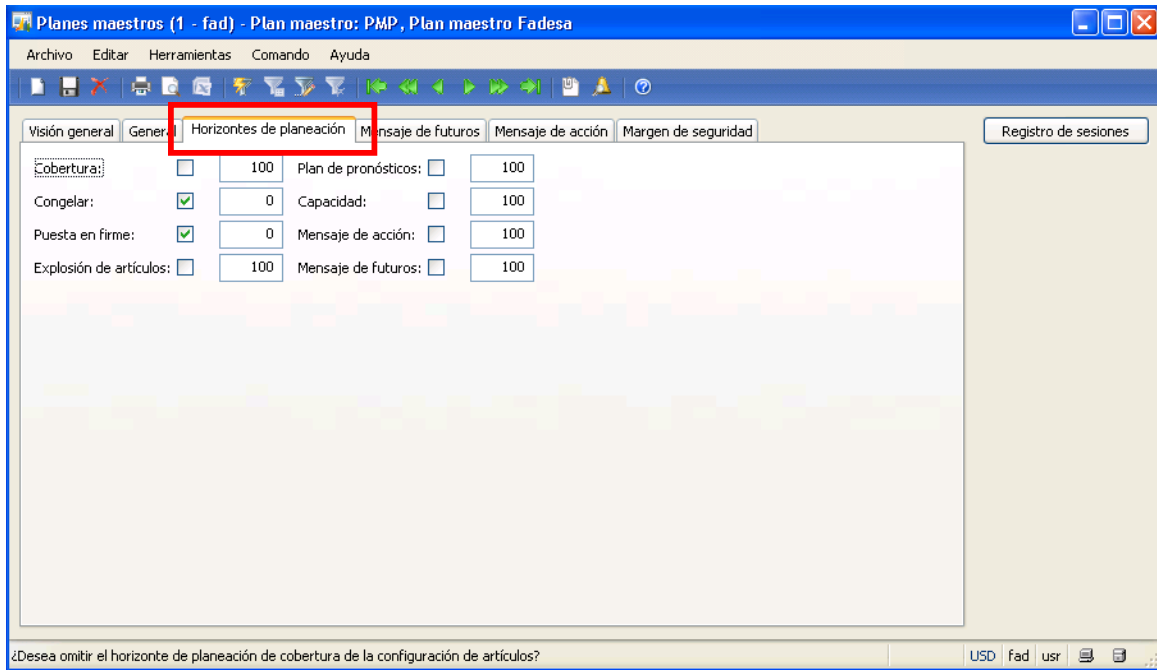 Planes maestros (1 - fad) - Plan maestro: PMP, Plan maestro Fadesa
Archivo Editar Herramientas Comando Ayuda
Visión general General Horizontes de planeación Mensaje de futuros Mensaje de acción Margen de seguridad Registro de sesiones
Cobertura: 100 Plan de pronósticos: 100
Congelar: 0 Capacidad: 100
Puesta en firme: 0 Mensaje de acción: 100
Explosión de artículos: 100 Mensaje de futuros: 100
¿Desea omitir el horizonte de planeación de cobertura de la configuración de artículos? USD fad usr